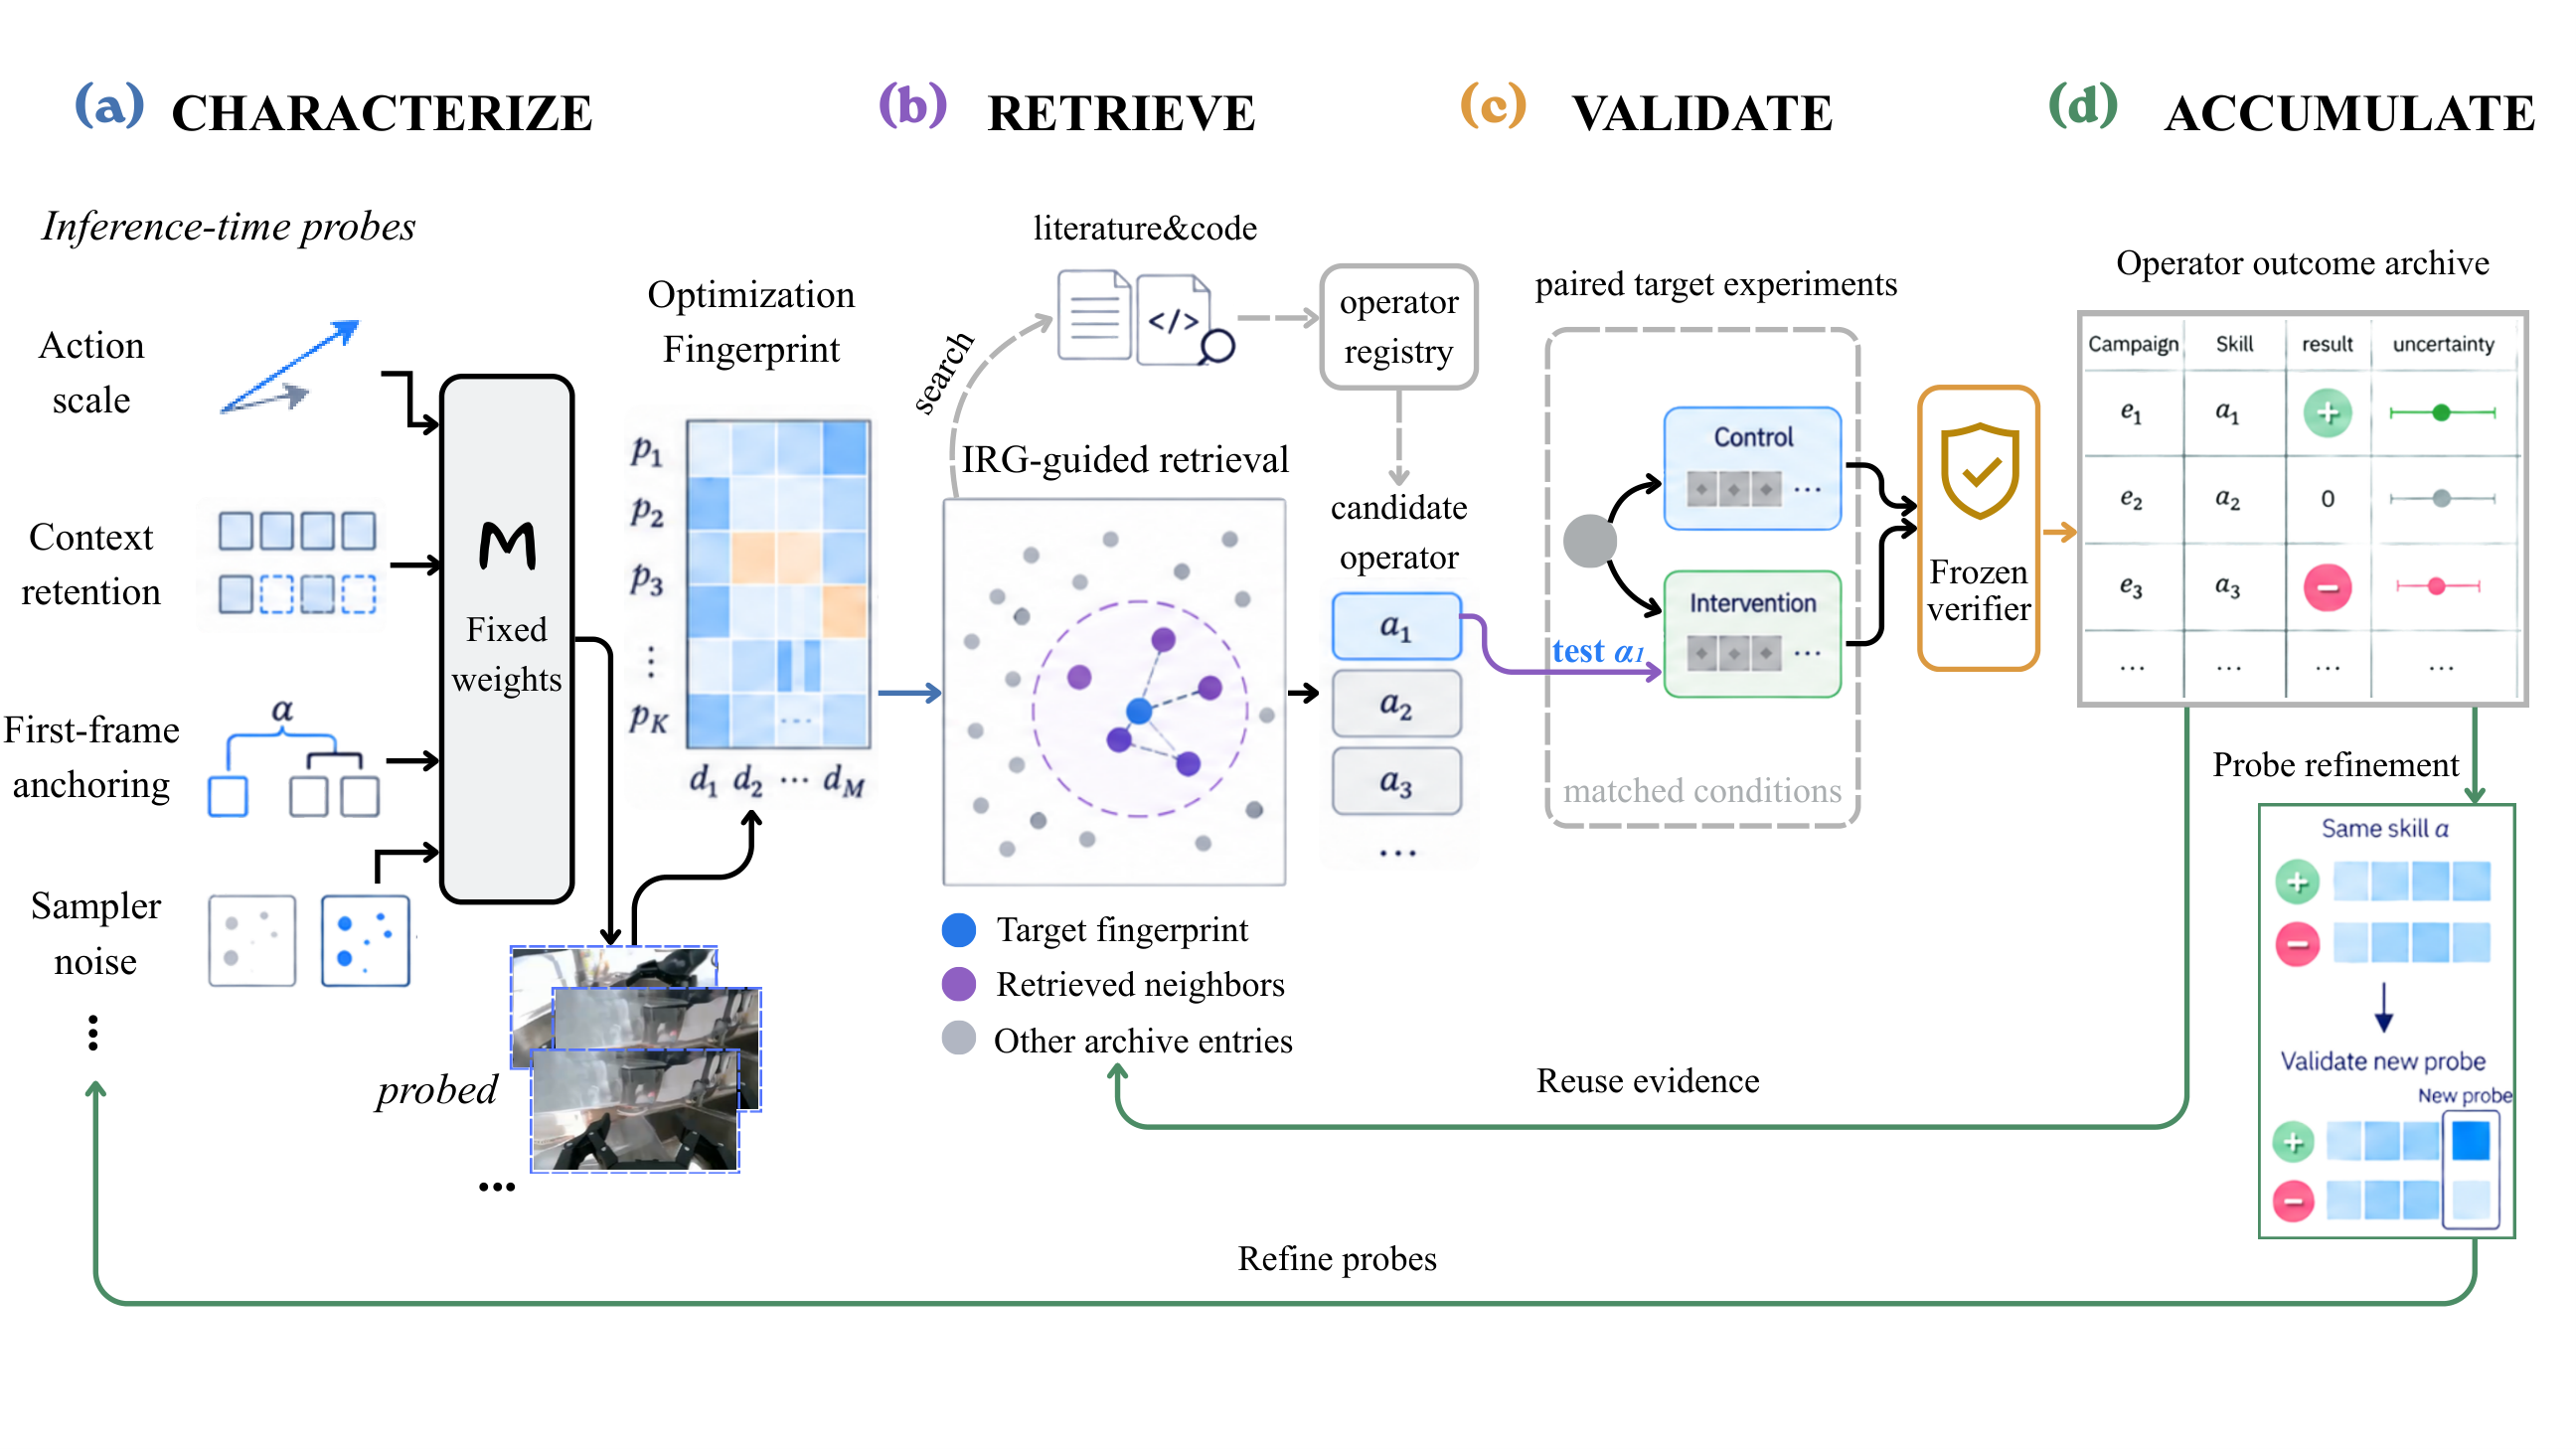 (a) CHARACTERIZE
(b) RETRIEVE
(c) VALIDATE
(d) ACCUMULATE
Inference-time probes
Action
scale
Context
retention
First-frame
anchoring
α
Sampler
noise
⋮
M
Fixed
weights
probed
...
Optimization
Fingerprint
p1
p2
p3
⋮
pK
...
d1 d2 ... dM
search
literature&code
</>
operator
registry
IRG-guided retrieval
candidate
operator
a1
a2
a3
...
Target fingerprint
Retrieved neighbors
Other archive entries
paired target experiments
Control
...
Intervention
...
test α1
matched conditions
Frozen
verifier
Operator outcome archive
Campaign Skill result uncertainty
e1 a1 +
e2 a2 0
e3 a3 −
... ... ... ...
Probe refinement
Same skill α
+
−
Validate new probe
New probe
+
−
Reuse evidence
Refine probes